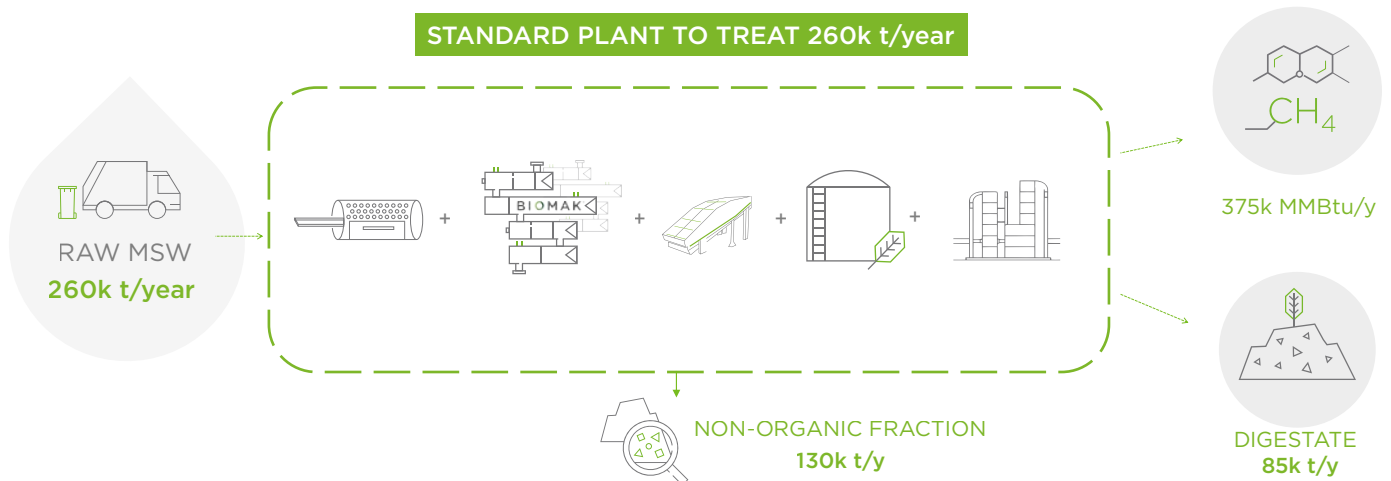 STANDARD PLANT TO TREAT 260k t/year
RAW MSW
260k t/year
+
BIOMAK
+
+
+
CH4
375k MMBtu/y
DIGESTATE
85k t/y
NON-ORGANIC FRACTION
130k t/y